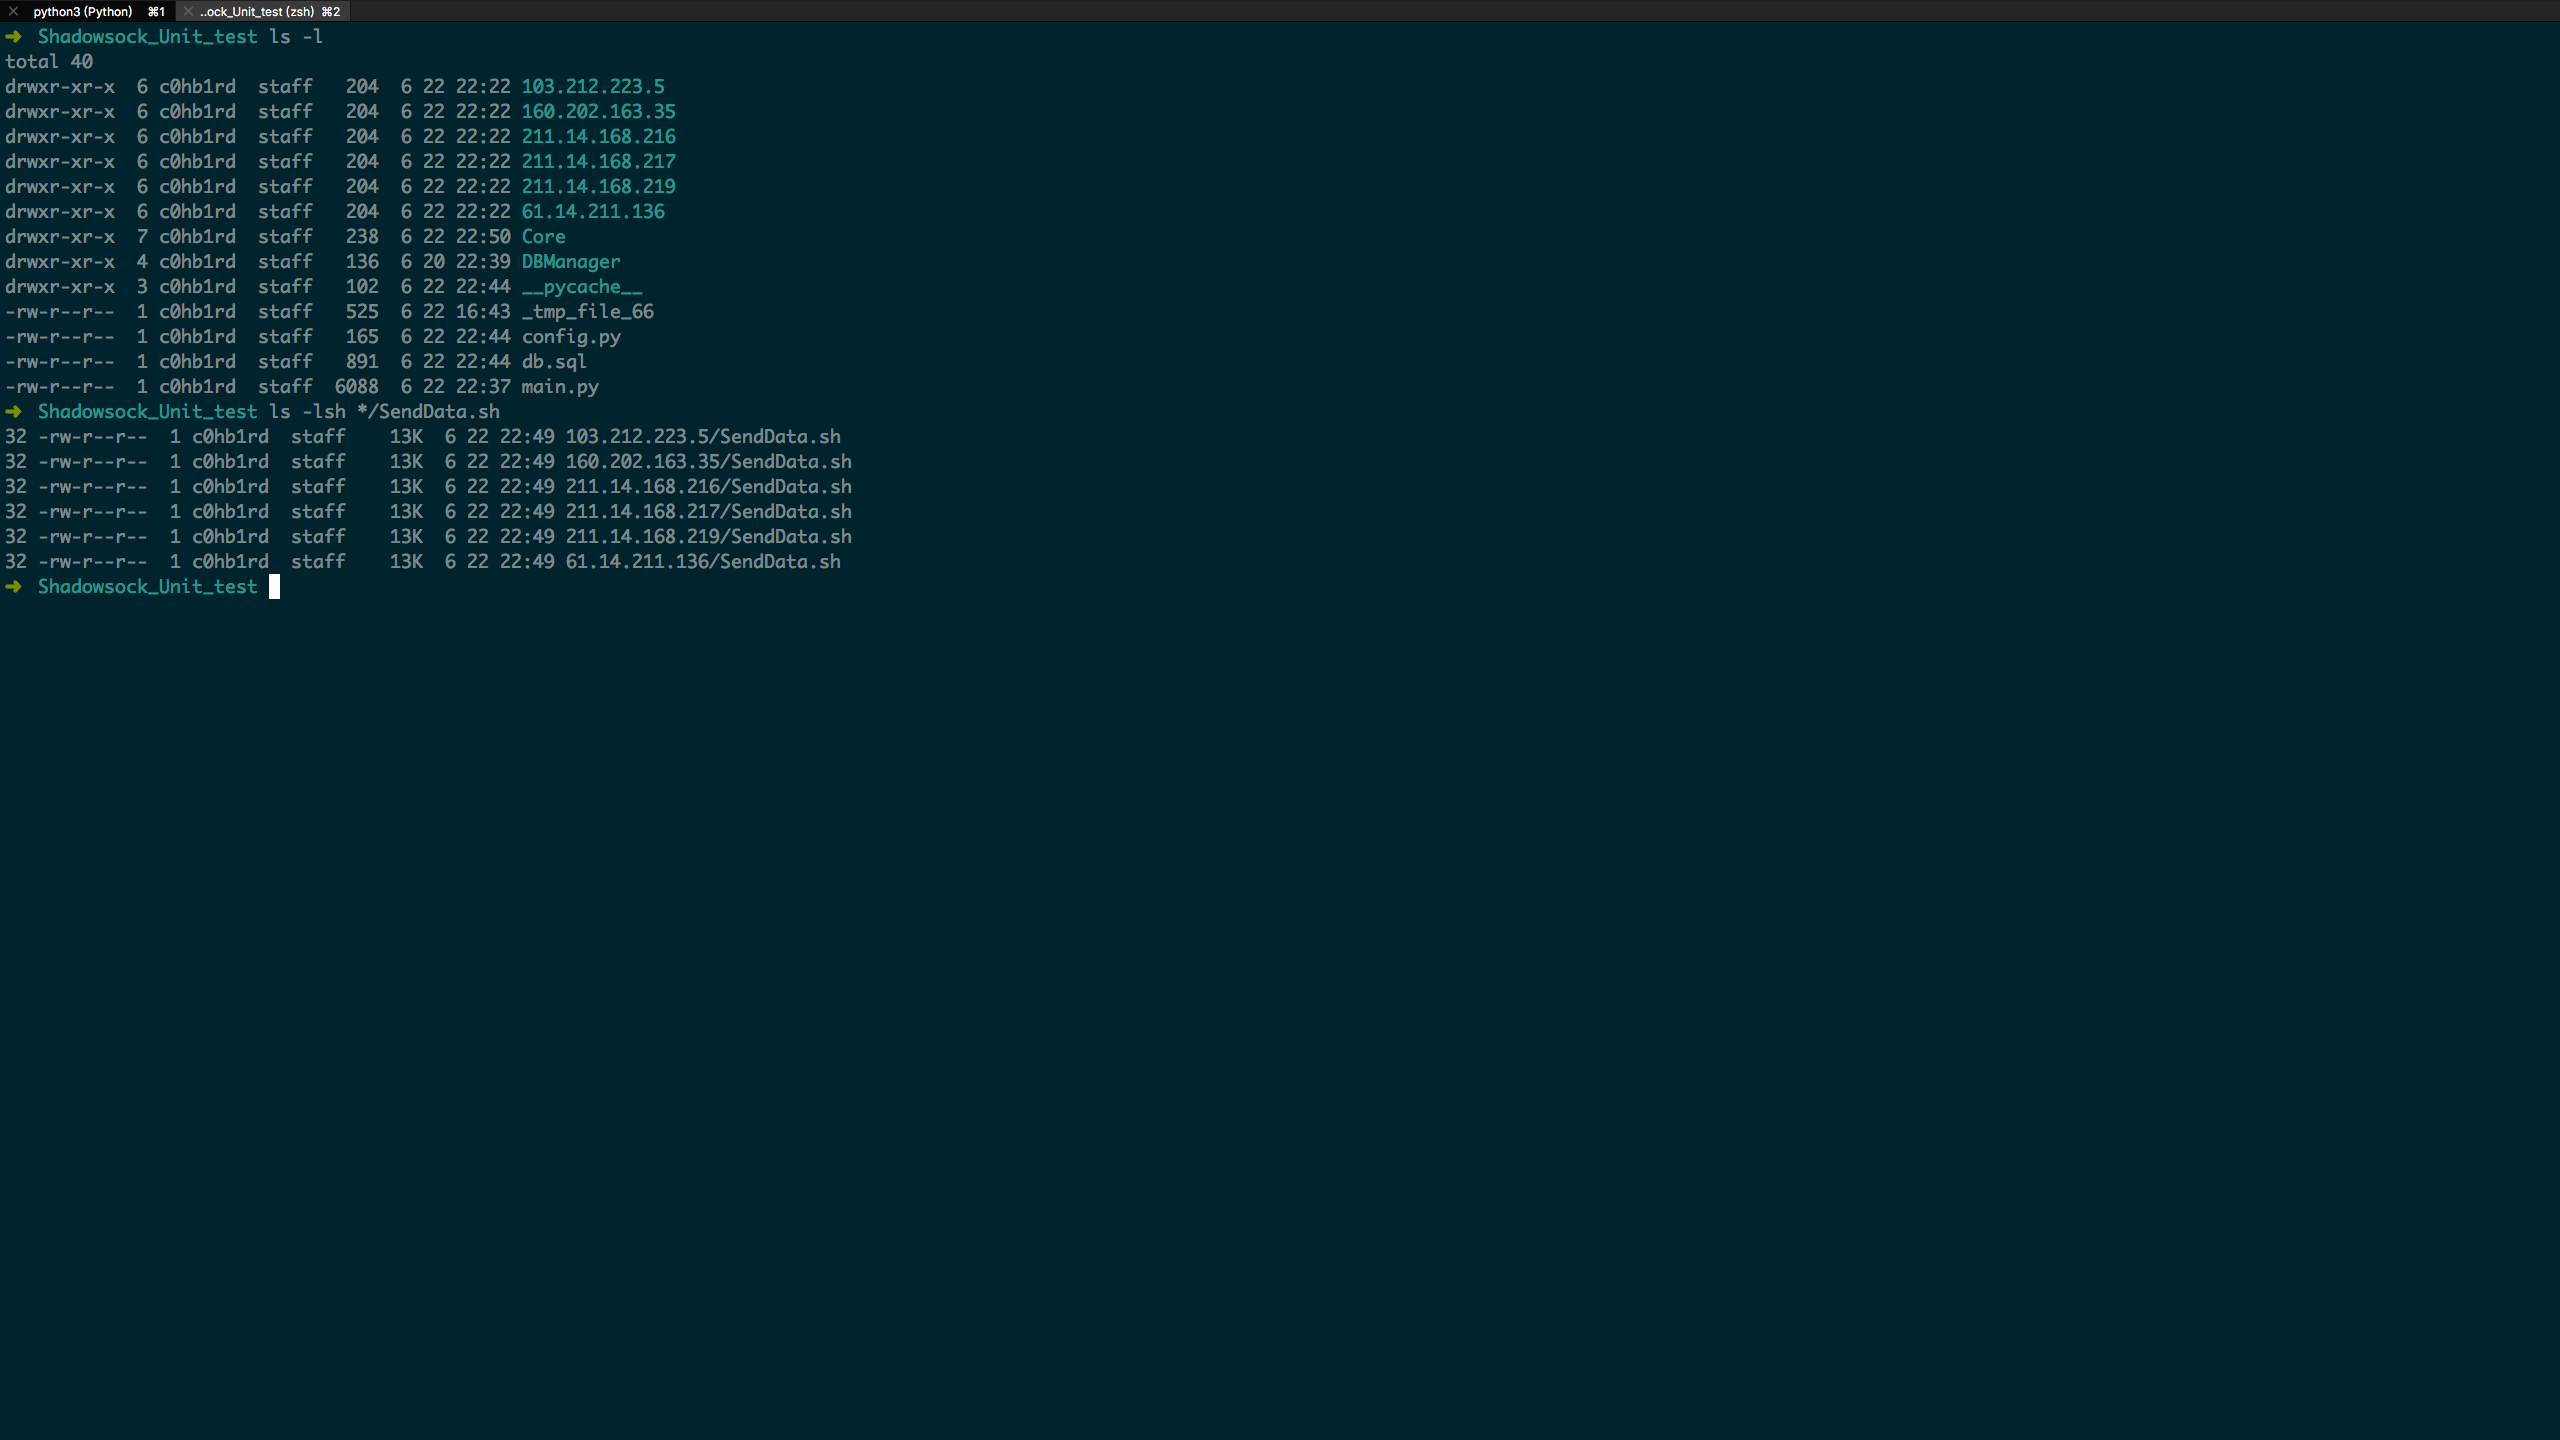 python3 (Python) ⌘1 ..ock_Unit_test (zsh) ⌘2
➜ Shadowsock_Unit_test ls -l
total 40
drwxr-xr-x 6 c0hb1rd staff 204 6 22 22:22 103.212.223.5
drwxr-xr-x 6 c0hb1rd staff 204 6 22 22:22 160.202.163.35
drwxr-xr-x 6 c0hb1rd staff 204 6 22 22:22 211.14.168.216
drwxr-xr-x 6 c0hb1rd staff 204 6 22 22:22 211.14.168.217
drwxr-xr-x 6 c0hb1rd staff 204 6 22 22:22 211.14.168.219
drwxr-xr-x 6 c0hb1rd staff 204 6 22 22:22 61.14.211.136
drwxr-xr-x 7 c0hb1rd staff 238 6 22 22:50 Core
drwxr-xr-x 4 c0hb1rd staff 136 6 20 22:39 DBManager
drwxr-xr-x 3 c0hb1rd staff 102 6 22 22:44 __pycache__
-rw-r--r-- 1 c0hb1rd staff 525 6 22 16:43 _tmp_file_66
-rw-r--r-- 1 c0hb1rd staff 165 6 22 22:44 config.py
-rw-r--r-- 1 c0hb1rd staff 891 6 22 22:44 db.sql
-rw-r--r-- 1 c0hb1rd staff 6088 6 22 22:37 main.py
➜ Shadowsock_Unit_test ls -lsh */SendData.sh
32 -rw-r--r-- 1 c0hb1rd staff 13K 6 22 22:49 103.212.223.5/SendData.sh
32 -rw-r--r-- 1 c0hb1rd staff 13K 6 22 22:49 160.202.163.35/SendData.sh
32 -rw-r--r-- 1 c0hb1rd staff 13K 6 22 22:49 211.14.168.216/SendData.sh
32 -rw-r--r-- 1 c0hb1rd staff 13K 6 22 22:49 211.14.168.217/SendData.sh
32 -rw-r--r-- 1 c0hb1rd staff 13K 6 22 22:49 211.14.168.219/SendData.sh
32 -rw-r--r-- 1 c0hb1rd staff 13K 6 22 22:49 61.14.211.136/SendData.sh
➜ Shadowsock_Unit_test